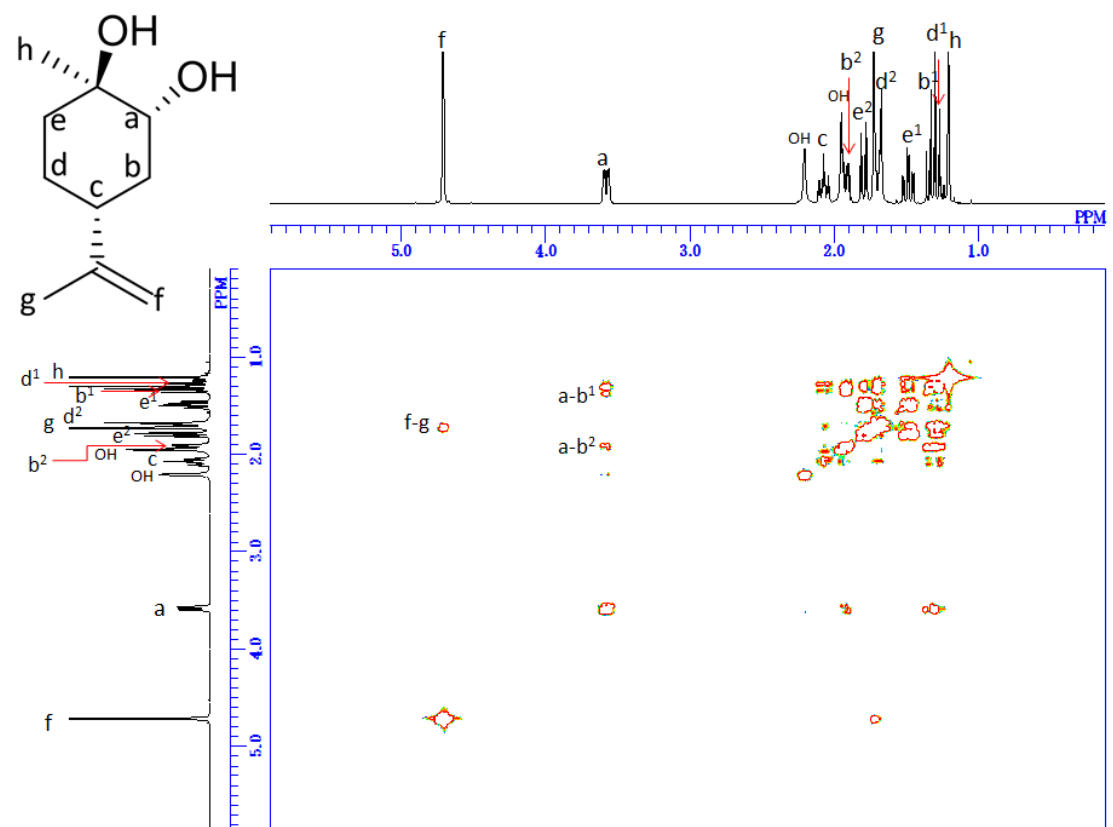 OH
h
OH
e
a
d
b
c
g
f
f
a
OH
c
OH
b²
e²
g
d²
e¹
b¹
d¹
h
PPM
5.0
4.0
3.0
2.0
1.0
PPM
1.0
2.0
3.0
4.0
5.0
h
d¹
b¹
e¹
d²
g
e²
OH
b²
c
OH
a
f
a-b¹
f-g
a-b²